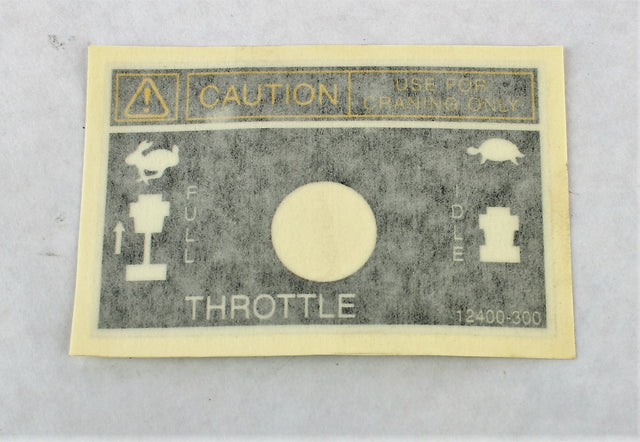 CAUTION
USE FOR
CRANING ONLY
FULL
IDLE
THROTTLE
12400-300